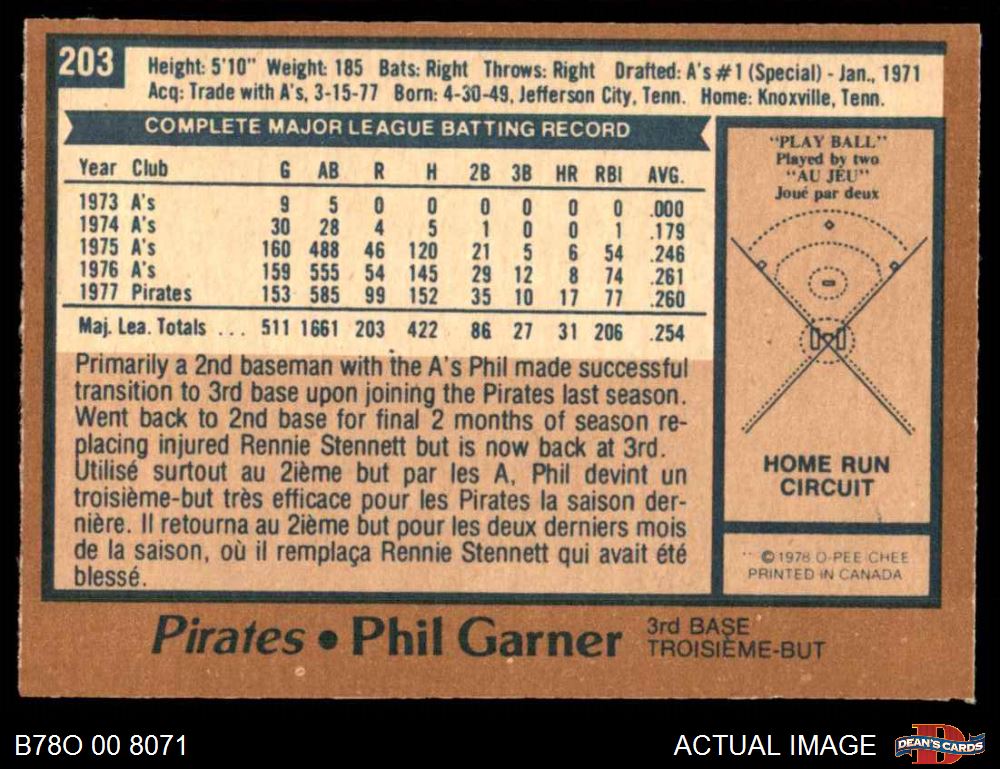 203
Height: 5'10" Weight: 185 Bats: Right Throws: Right Drafted: A's #1 (Special) - Jan., 1971
Acq: Trade with A's, 3-15-77 Born: 4-30-49, Jefferson City, Tenn. Home: Knoxville, Tenn.
COMPLETE MAJOR LEAGUE BATTING RECORD
Year Club G AB R H 2B 3B HR RBI AVG.
1973 A's 9 5 0 0 0 0 0 0 .000
1974 A's 30 28 4 5 1 0 0 1 .179
1975 A's 160 488 46 120 21 5 6 54 .246
1976 A's 159 555 54 145 29 12 8 74 .261
1977 Pirates 153 585 99 152 35 10 17 77 .260
Maj. Lea. Totals ... 511 1661 203 422 86 27 31 206 .254
Primarily a 2nd baseman with the A's Phil made successful
transition to 3rd base upon joining the Pirates last season.
Went back to 2nd base for final 2 months of season re-
placing injured Rennie Stennett but is now back at 3rd.
Utilisé surtout au 2ième but par les A, Phil devint un
troisième-but très efficace pour les Pirates la saison der-
nière. Il retourna au 2ième but pour les deux derniers mois
de la saison, où il remplaça Rennie Stennett qui avait été
blessé.
"PLAY BALL"
Played by two
"AU JEU"
Joué par deux
HOME RUN
CIRCUIT
©1978 O-PEE CHEE
PRINTED IN CANADA
Pirates • Phil Garner
3rd BASE
TROISIÈME-BUT
B78O 00 8071
ACTUAL IMAGE
D
DEAN'S CARDS